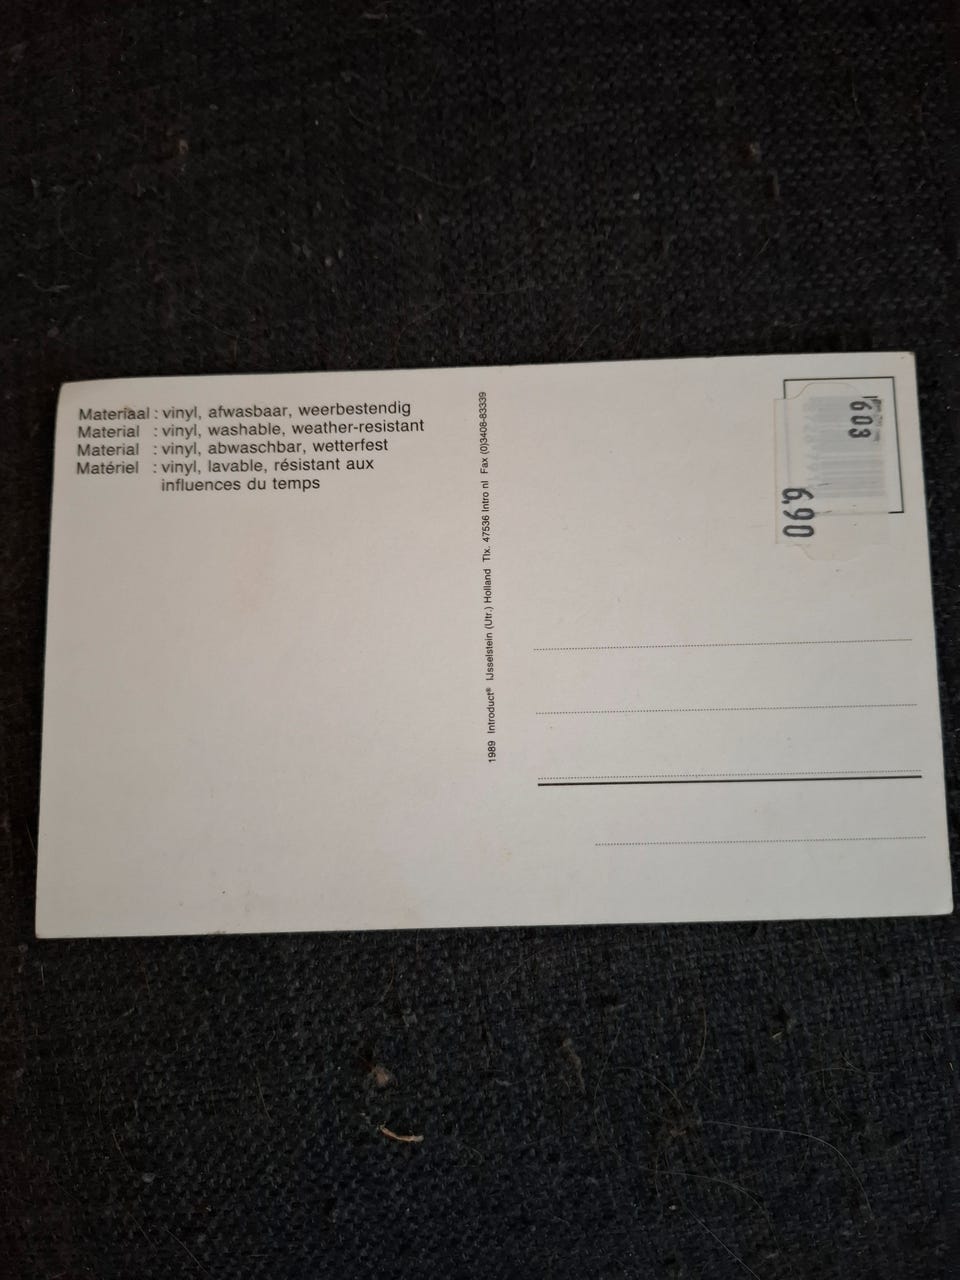 Materiaal : vinyl, afwasbaar, weerbestendig
Material : vinyl, washable, weather-resistant
Material : vinyl, abwaschbar, wetterfest
Matériel : vinyl, lavable, résistant aux
influences du temps
1989 Introduct® IJsselstein (Utr.) Holland Tlx. 47536 Intro nl Fax (0)3408-83339
603
6.90